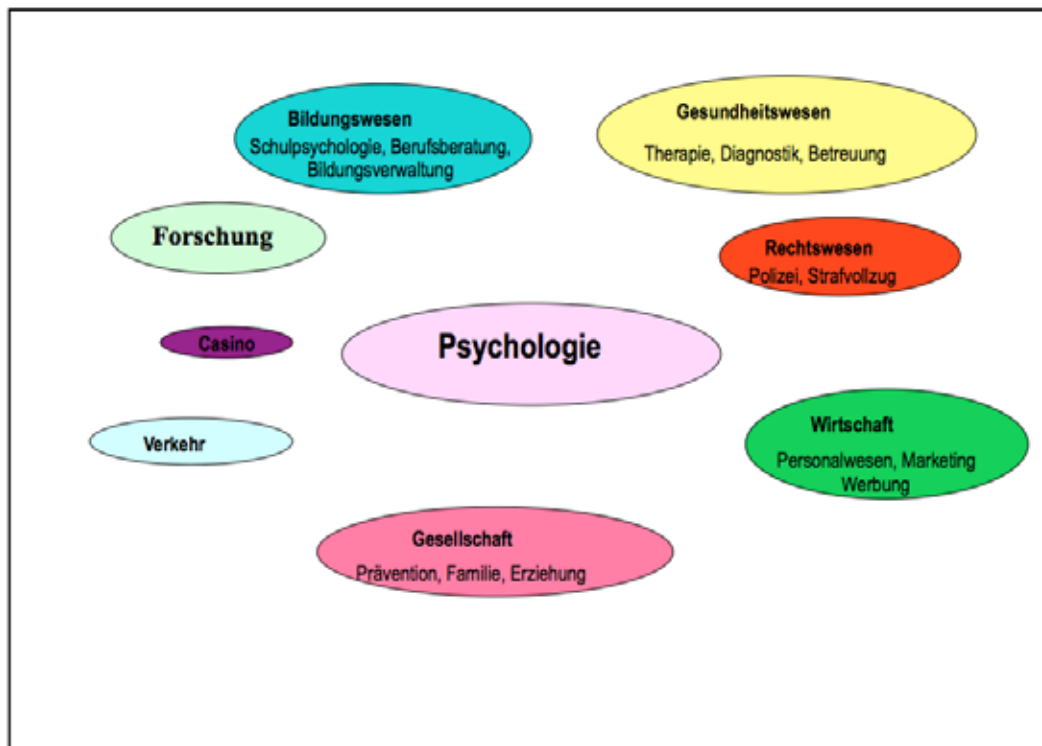 Bildungswesen
Schulpsychologie, Berufsberatung,
Bildungsverwaltung
Gesundheitswesen
Therapie, Diagnostik, Betreuung
Forschung
Rechtswesen
Polizei, Strafvollzug
Casino
Psychologie
Verkehr
Wirtschaft
Personalwesen, Marketing
Werbung
Gesellschaft
Prävention, Familie, Erziehung